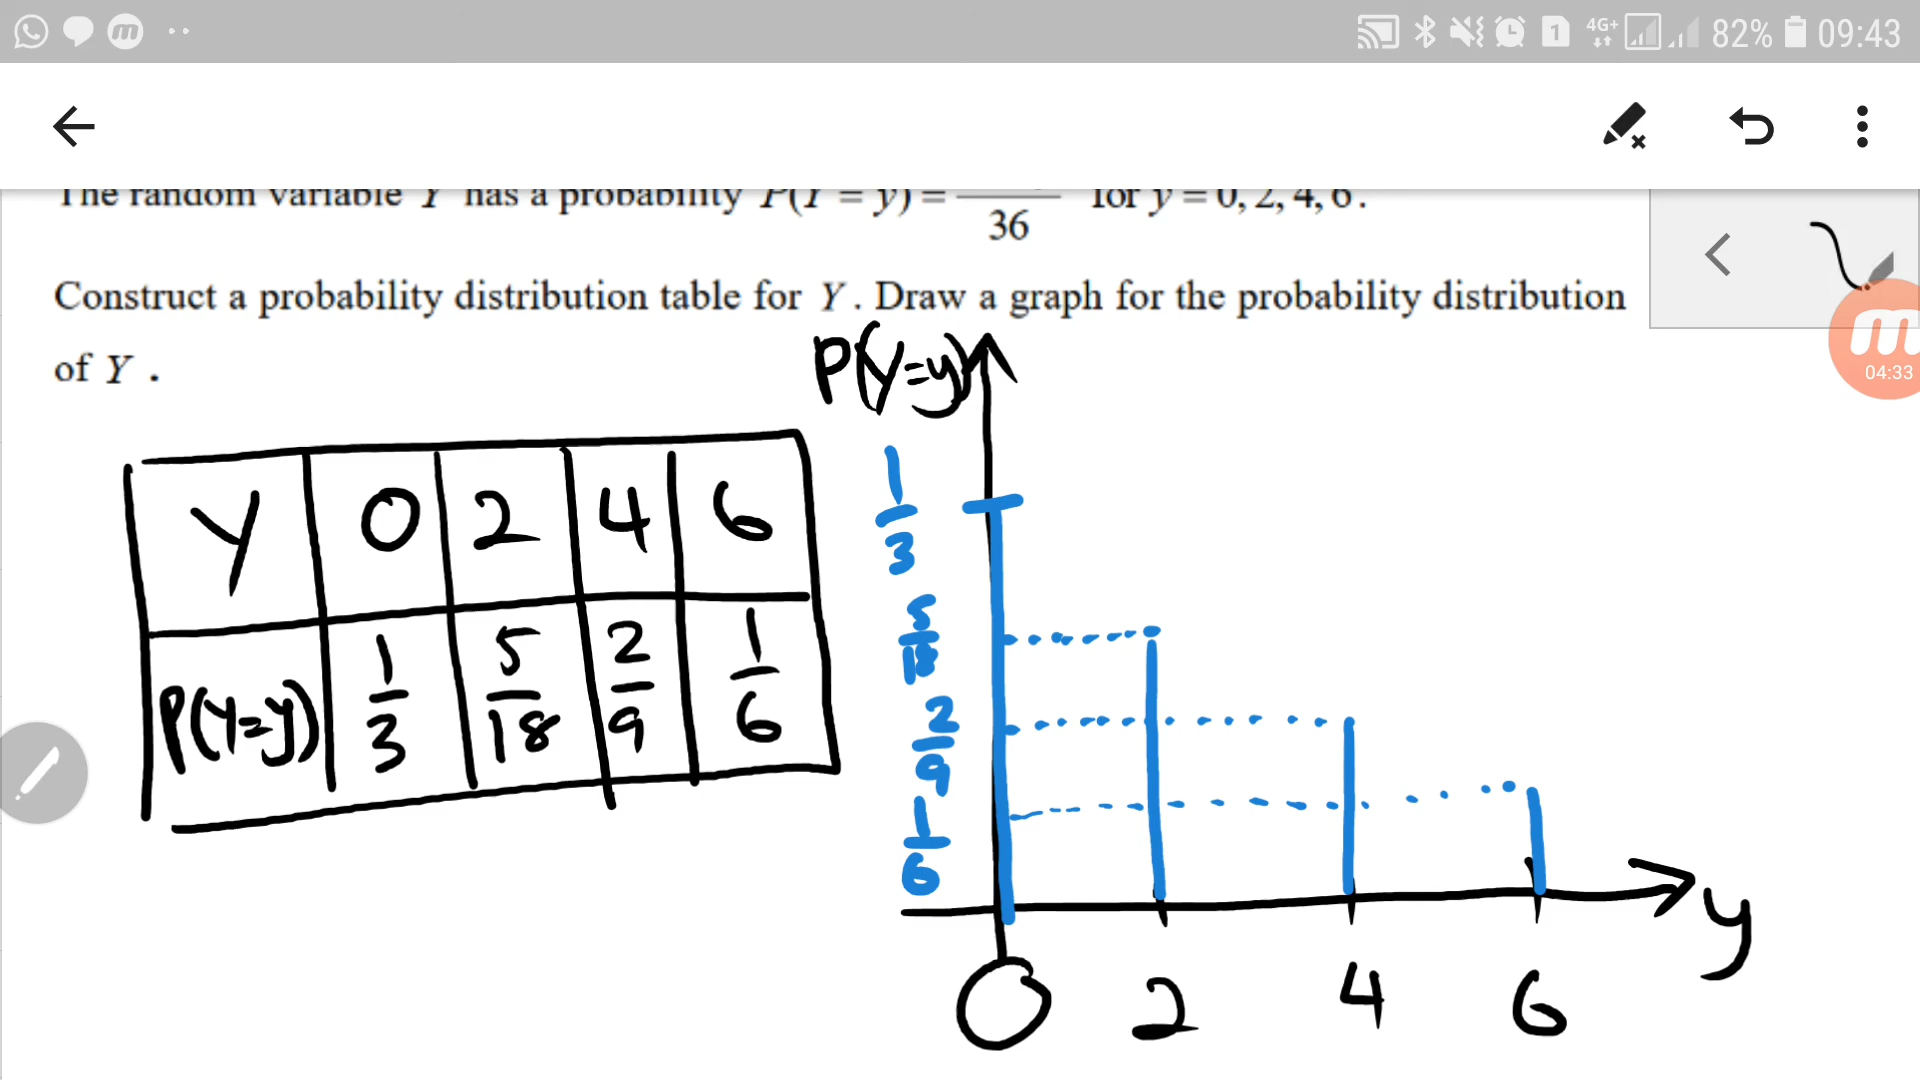 82% 09:43
4G+
1
The random variable Y has a probability P(Y = y) = /36 for y = 0, 2, 4, 6.
Construct a probability distribution table for Y. Draw a graph for the probability distribution
of Y.
04:33
P(Y=y)
Y 0 2 4 6
P(Y=y) 1/3 5/18 2/9 1/6
1/3
5/18
2/9
1/6
0 2 4 6
y